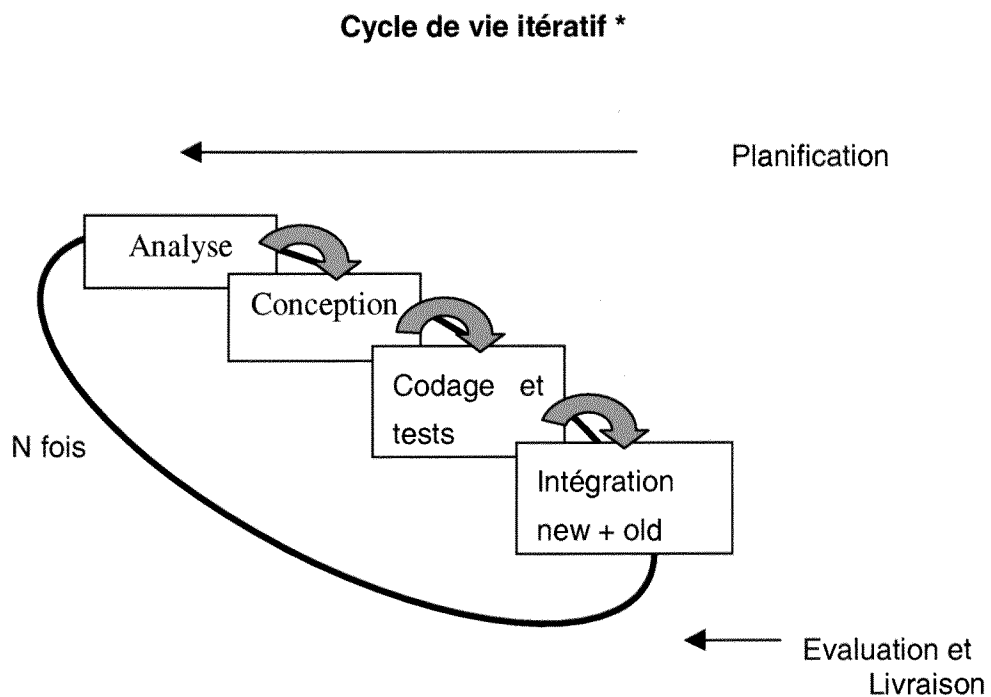 Cycle de vie itératif *
Planification
Analyse
Conception
Codage et
tests
N fois
Intégration
new + old
Evaluation et
Livraison